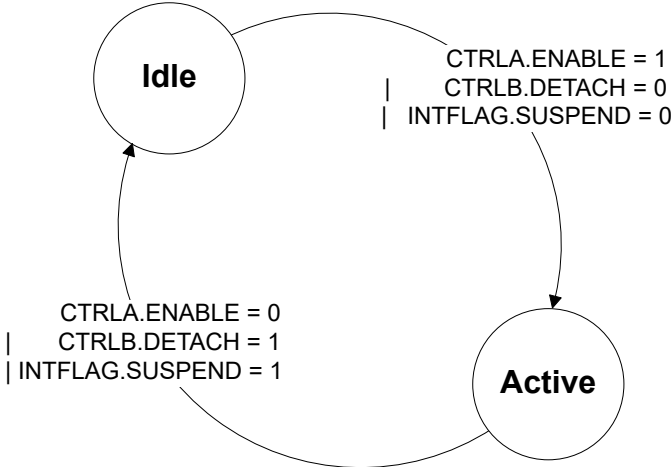 Idle
CTRLA.ENABLE = 1
| CTRLB.DETACH = 0
| INTFLAG.SUSPEND = 0
CTRLA.ENABLE = 0
| CTRLB.DETACH = 1
| INTFLAG.SUSPEND = 1
Active